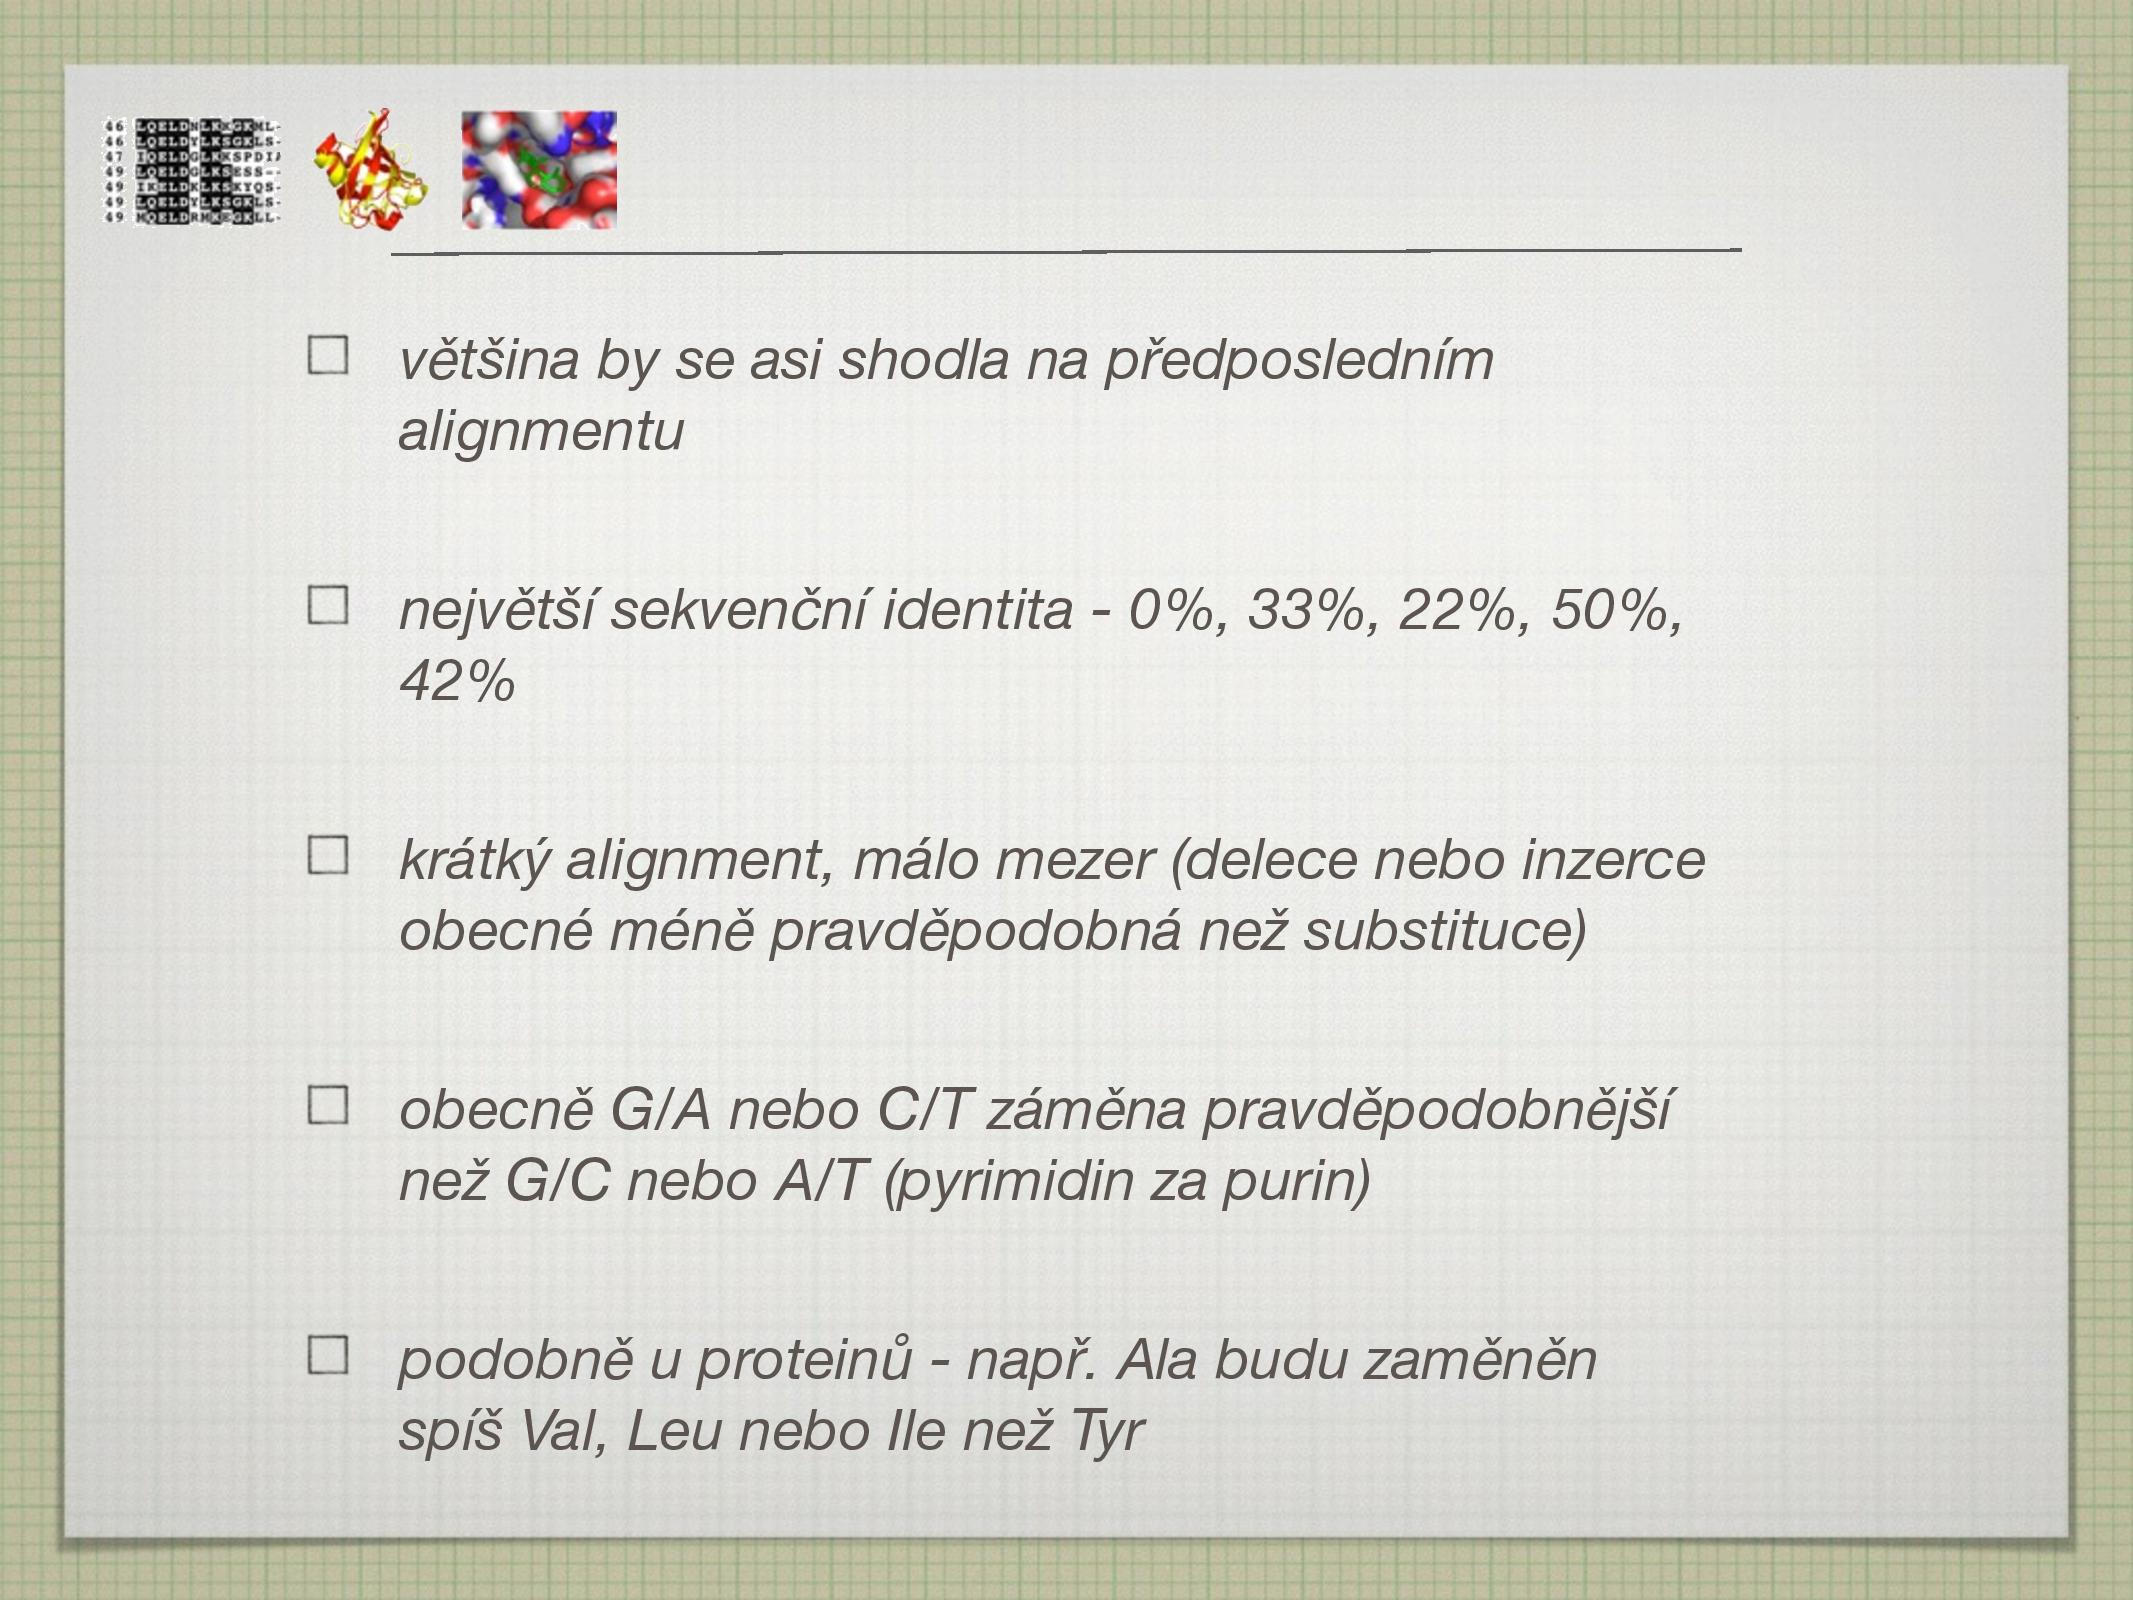 46 LQELDNLKKGKML-
46 LQELDYLKSGKLS-
47 IQELDGLKKSPDI
49 LQELDGLKSESS--
49 IKELDKLKSKYQS-
49 LQELDYLKSGKLS-
49 MQELDRMKEGKLL-
většina by se asi shodla na předposledním
alignmentu
největší sekvenční identita - 0%, 33%, 22%, 50%,
42%
krátký alignment, málo mezer (delece nebo inzerce
obecné méně pravděpodobná než substituce)
obecně G/A nebo C/T záměna pravděpodobnější
než G/C nebo A/T (pyrimidin za purin)
podobně u proteinů - např. Ala budu zaměněn
spíš Val, Leu nebo Ile než Tyr